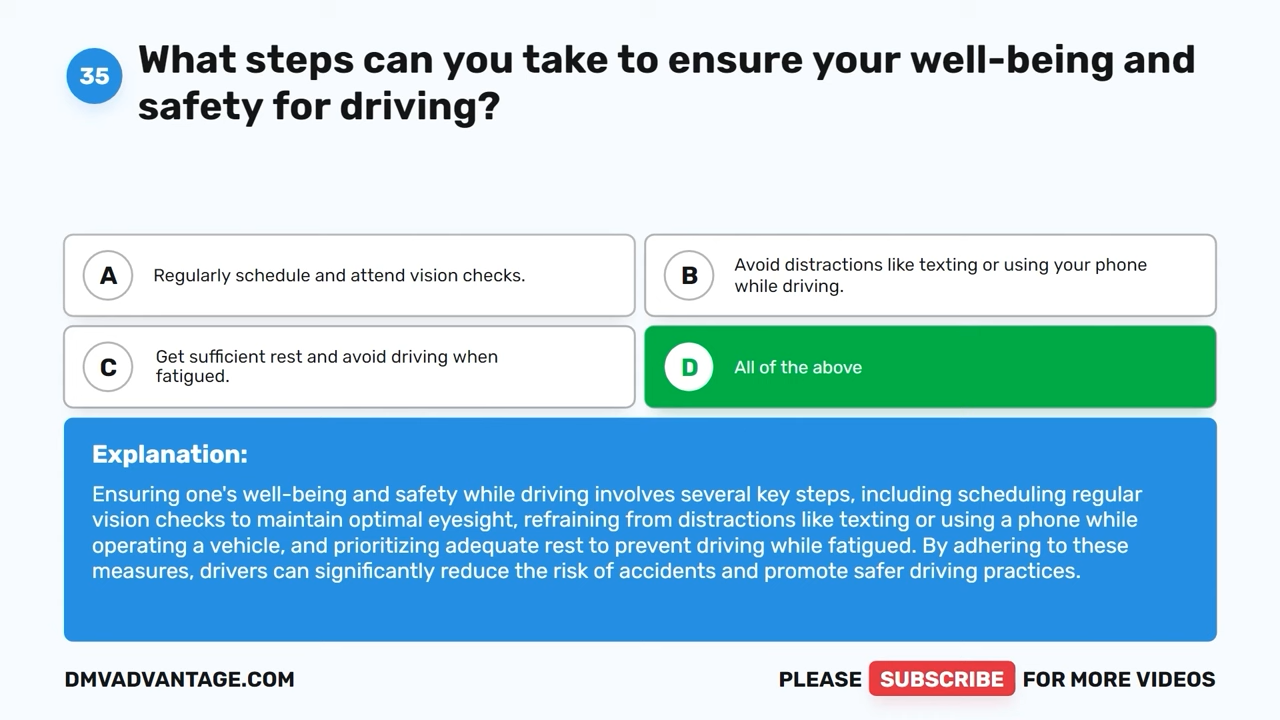 35
What steps can you take to ensure your well-being and
safety for driving?
A
Regularly schedule and attend vision checks.
B
Avoid distractions like texting or using your phone
while driving.
C
Get sufficient rest and avoid driving when
fatigued.
D
All of the above
Explanation:
Ensuring one's well-being and safety while driving involves several key steps, including scheduling regular
vision checks to maintain optimal eyesight, refraining from distractions like texting or using a phone while
operating a vehicle, and prioritizing adequate rest to prevent driving while fatigued. By adhering to these
measures, drivers can significantly reduce the risk of accidents and promote safer driving practices.
DMVADVANTAGE.COM
PLEASE SUBSCRIBE FOR MORE VIDEOS